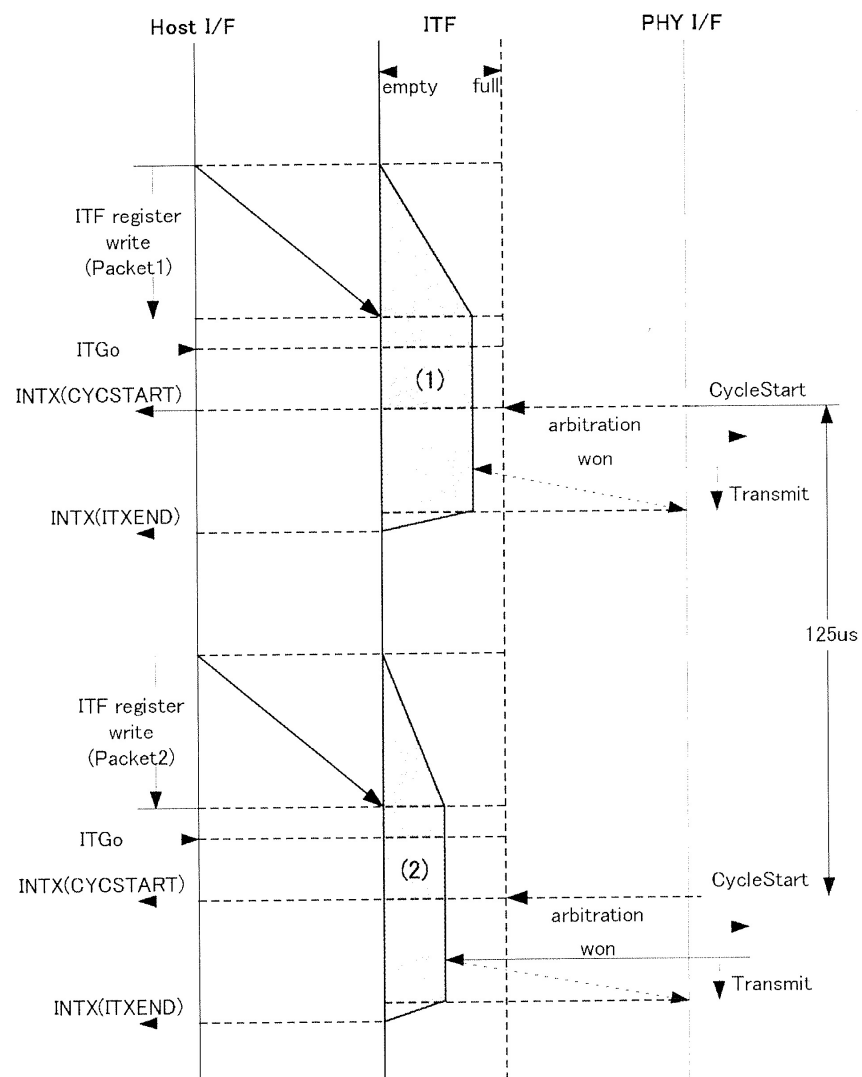 Host I/F
ITF
PHY I/F
empty
full
ITF register
write
(Packet1)
ITGo
(1)
INTX(CYCSTART)
CycleStart
arbitration
won
Transmit
INTX(ITXEND)
125us
ITF register
write
(Packet2)
ITGo
(2)
INTX(CYCSTART)
CycleStart
arbitration
won
Transmit
INTX(ITXEND)